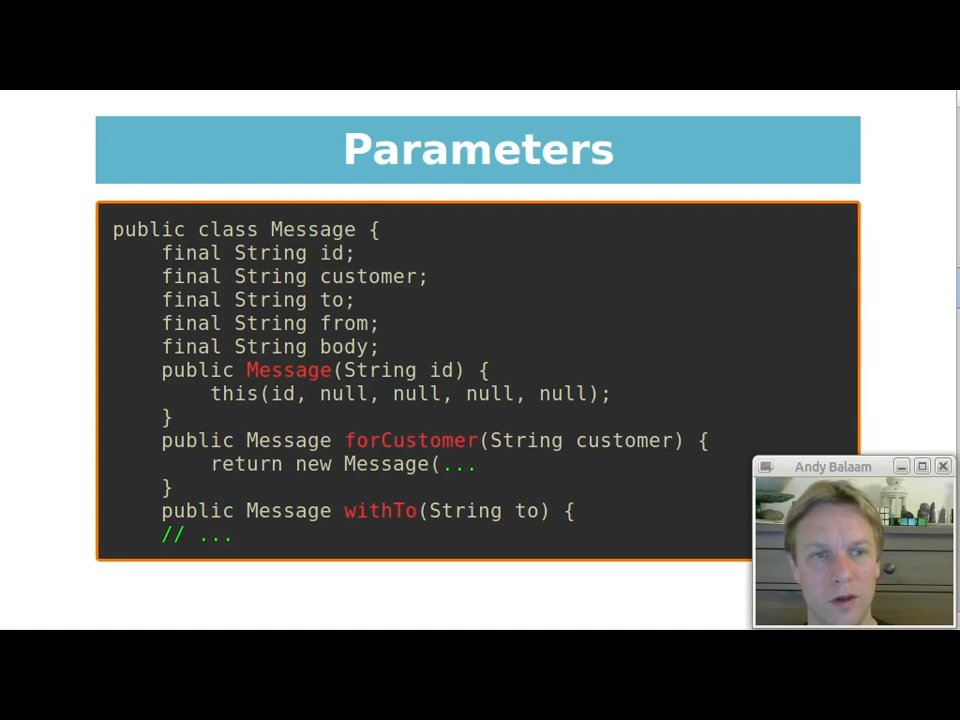 Parameters
public class Message {
    final String id;
    final String customer;
    final String to;
    final String from;
    final String body;
    public Message(String id) {
        this(id, null, null, null, null);
    }
    public Message forCustomer(String customer) {
        return new Message(...
    }
    public Message withTo(String to) {
    // ...
Andy Balaam